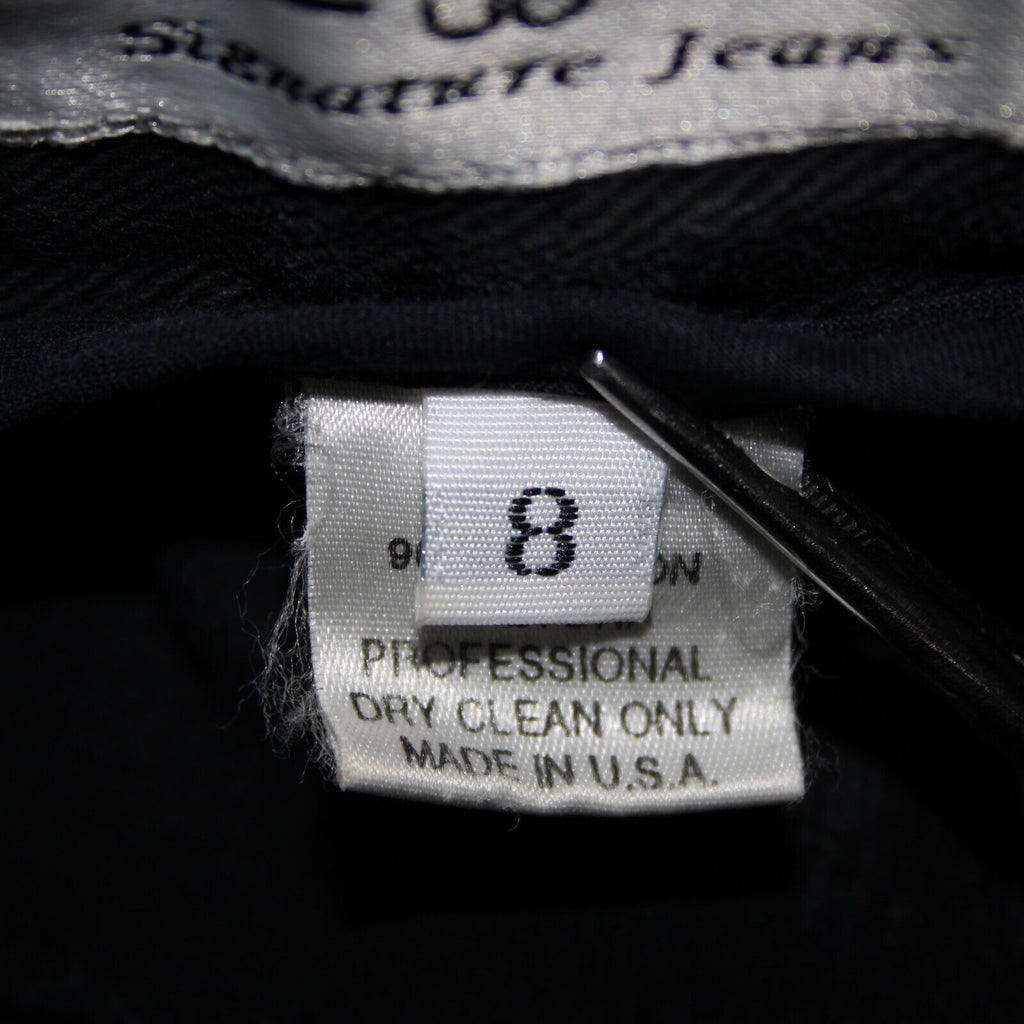 Signature Jeans
8
PROFESSIONAL
DRY CLEAN ONLY
MADE IN U.S.A.